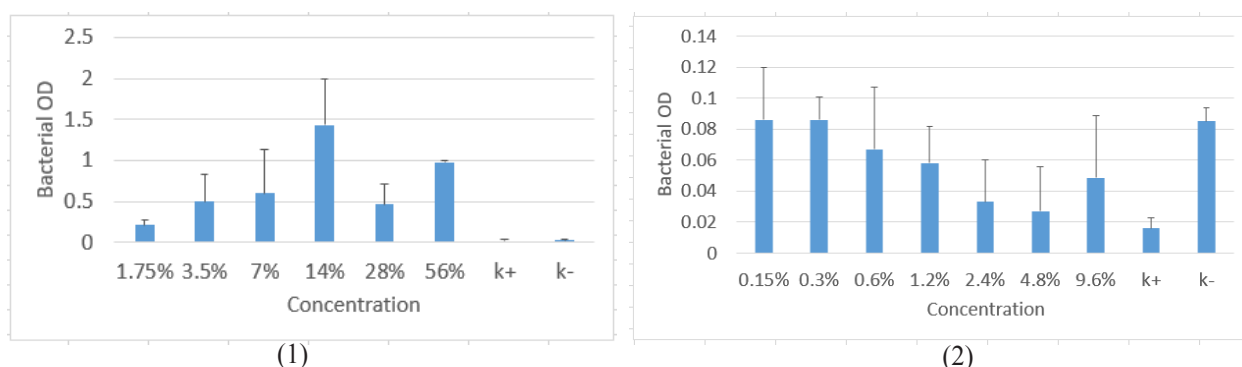 2.5
2
1.5
1
0.5
0
Bacterial OD
1.75% 3.5% 7% 14% 28% 56% k+ k-
Concentration
(1)
0.14
0.12
0.1
0.08
0.06
0.04
0.02
0
Bacterial OD
0.15% 0.3% 0.6% 1.2% 2.4% 4.8% 9.6% k+ k-
Concentration
(2)